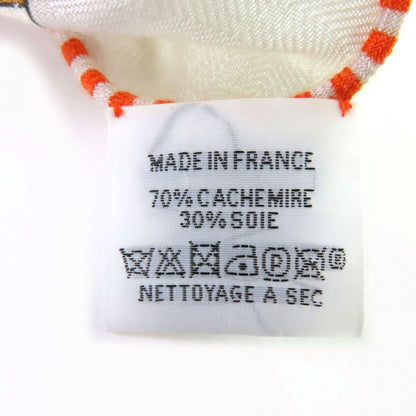 MADE IN FRANCE
70% CACHEMIRE
30% SOIE
P
NETTOYAGE A SEC